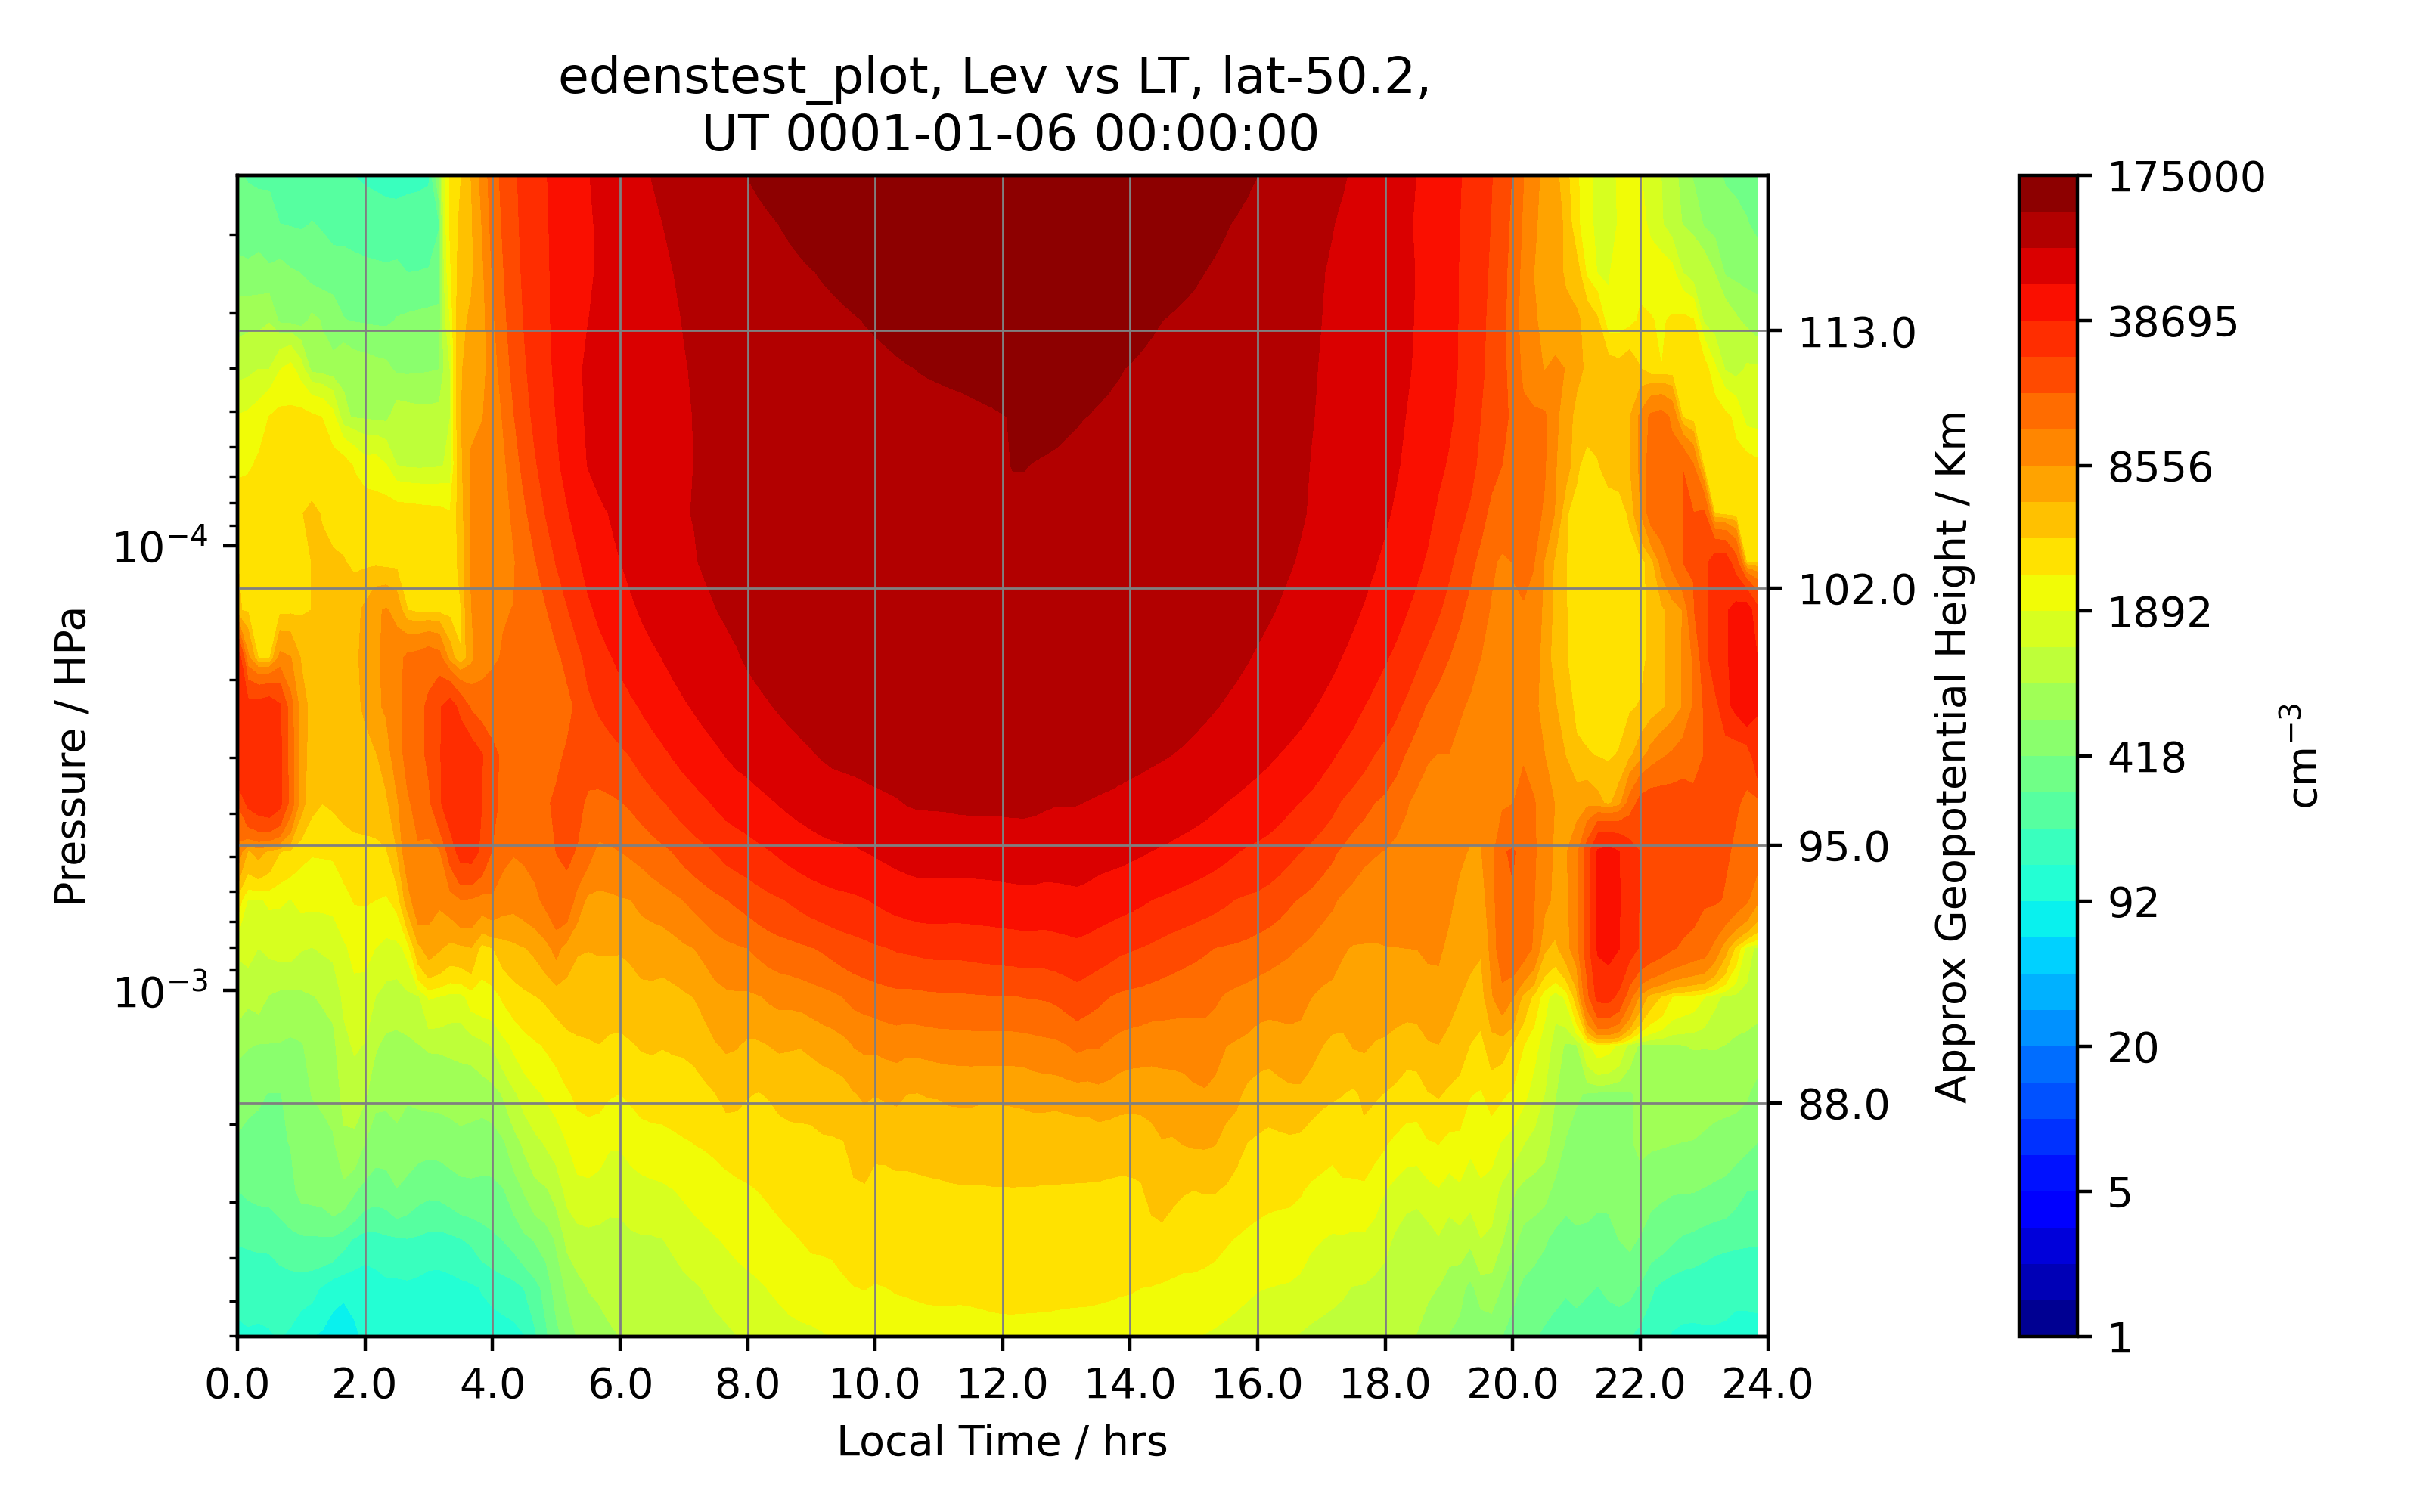 edenstest_plot, Lev vs LT, lat-50.2,
UT 0001-01-06 00:00:00
Pressure / HPa
10⁻⁴
10⁻³
0.0 2.0 4.0 6.0 8.0 10.0 12.0 14.0 16.0 18.0 20.0 22.0 24.0
Local Time / hrs
113.0
102.0
95.0
88.0
Approx Geopotential Height / Km
175000
38695
8556
1892
418
92
20
5
1
cm⁻³